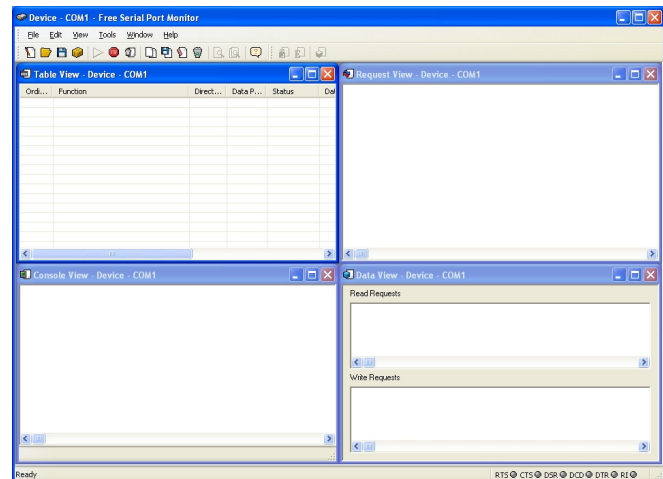 Device - COM1 - Free Serial Port Monitor
File Edit View Tools Window Help
Table View - Device - COM1
Ordi... Function Direct... Data P... Status Dat
Request View - Device - COM1
Console View - Device - COM1
Data View - Device - COM1
Read Requests
Write Requests
Ready
RTS CTS DSR DCD DTR RI